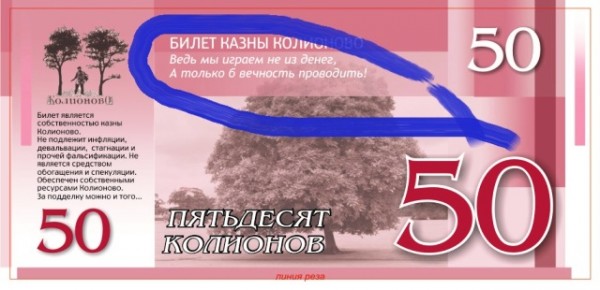 БИЛЕТ КАЗНЫ КОЛИОНОВО
Ведь мы играем не из денег,
А только б вечность проводить!
50
КОЛИОНОВО
Билет является
собственностью казны
Колионово.
Не подлежит инфляции,
девальвации, стагнации и
прочей фальсификации. Не
является средством
обогащения и спекуляции.
Обеспечен собственными
ресурсами Колионово.
За подделку можно и того...
50
ПЯТЬДЕСЯТ
КОЛИОНОВ
50
линия реза